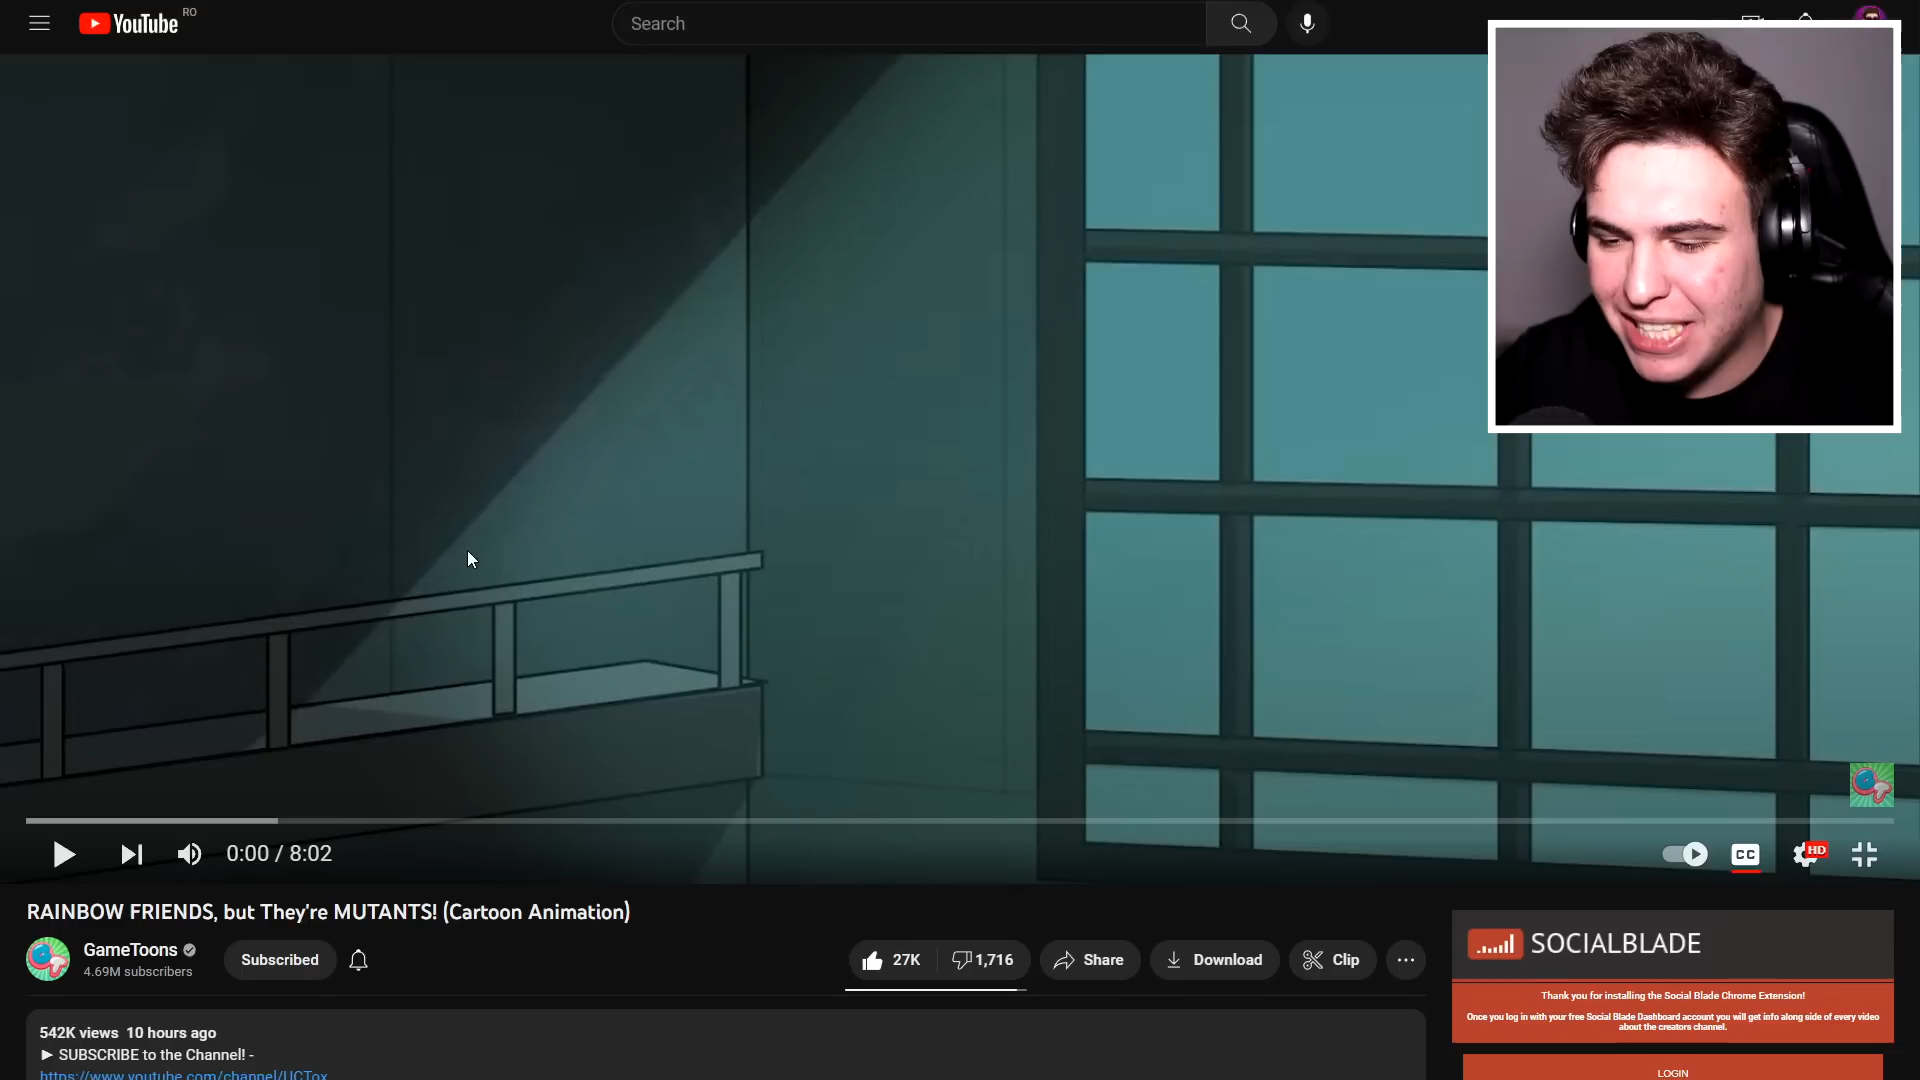 YouTube RO
Search
0:00 / 8:02
CC
HD
RAINBOW FRIENDS, but They're MUTANTS! (Cartoon Animation)
GameToons
4.69M subscribers
Subscribed
27K
1,716
Share
Download
Clip
542K views 10 hours ago
► SUBSCRIBE to the Channel! -
https://www.youtube.com/channel/UCTox
SOCIALBLADE
Thank you for installing the Social Blade Chrome Extension!
Once you log in with your free Social Blade Dashboard account you will get info along side of every video
about the creators channel.
LOGIN